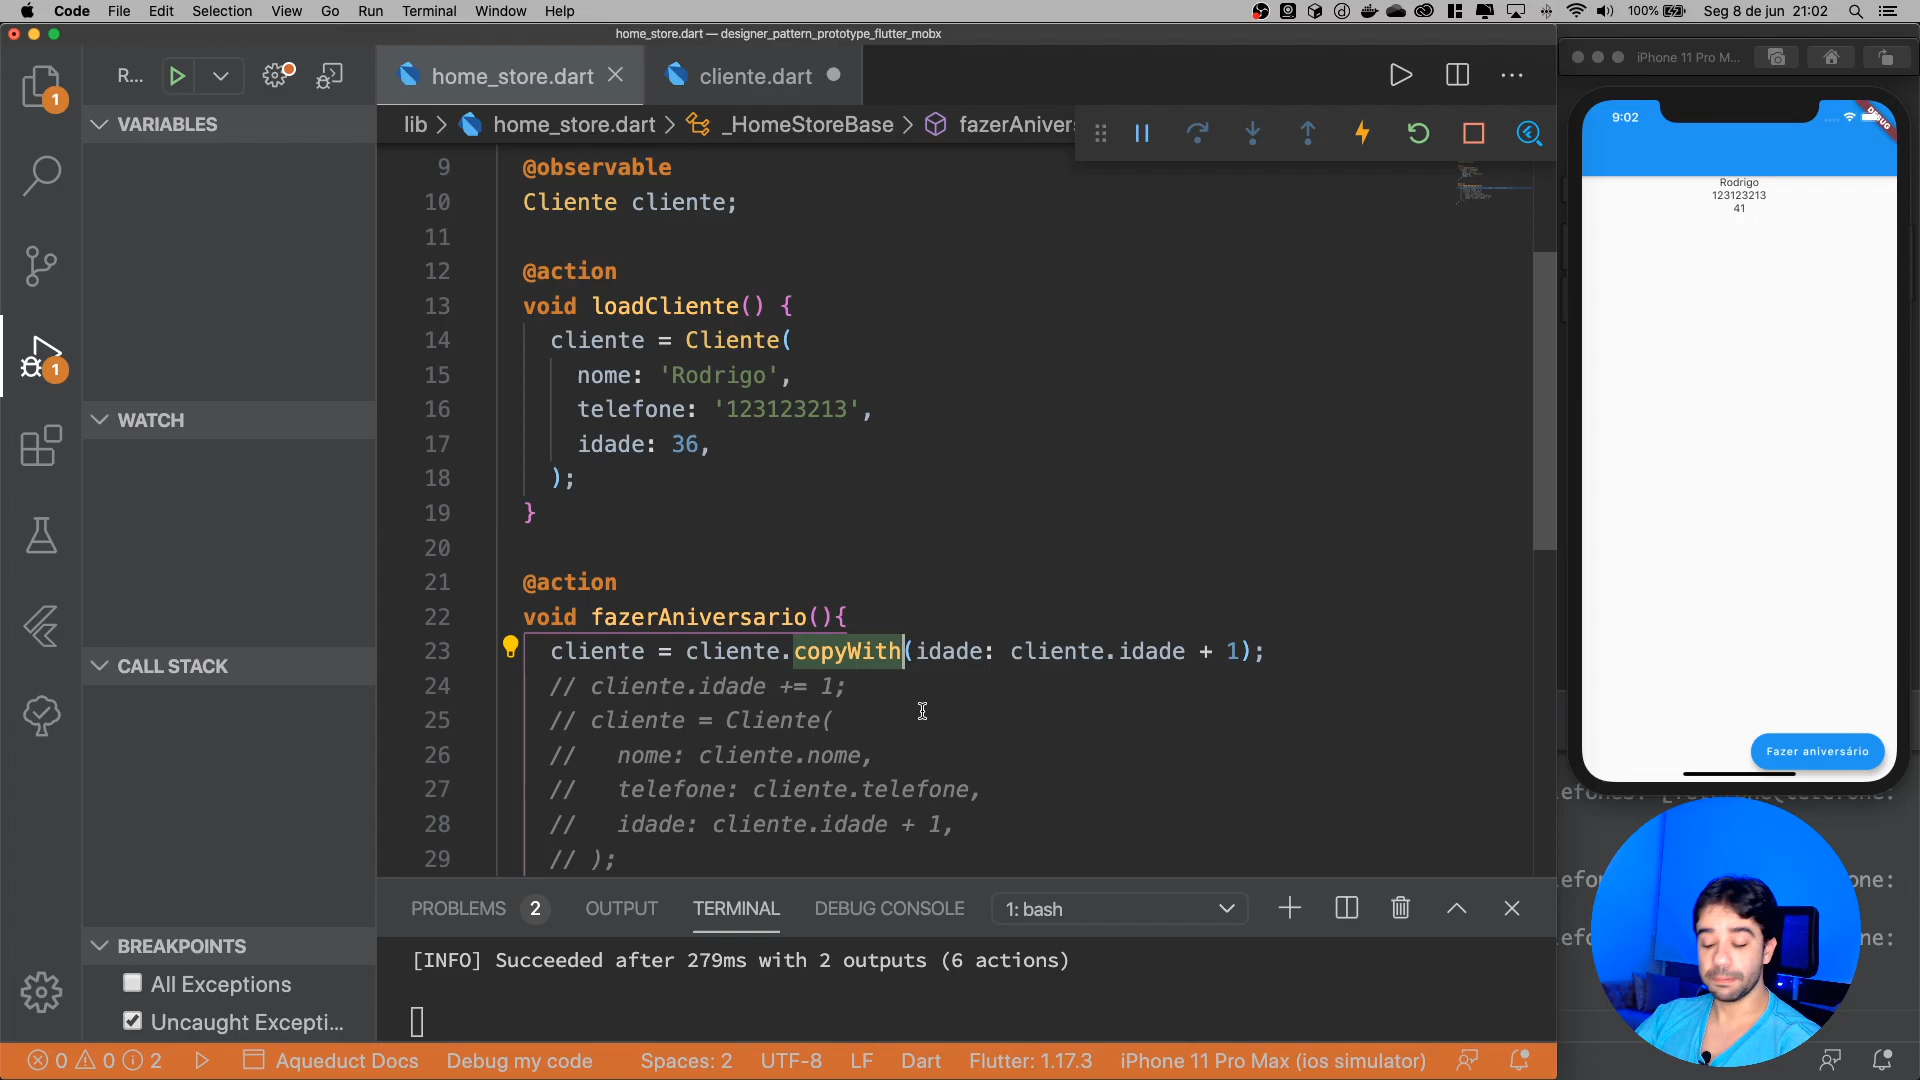 Code File Edit Selection View Go Run Terminal Window Help
100% Seg 8 de jun 21:02
home_store.dart — designer_pattern_prototype_flutter_mobx
R...
home_store.dart
cliente.dart
iPhone 11 Pro M...
1
VARIABLES
lib > home_store.dart > _HomeStoreBase > fazerAnivers
9 @observable
10 Cliente cliente;
11
12 @action
13 void loadCliente() {
14 cliente = Cliente(
15 nome: 'Rodrigo',
16 telefone: '123123213',
17 idade: 36,
18 );
19 }
20
21 @action
22 void fazerAniversario(){
23 cliente = cliente.copyWith(idade: cliente.idade + 1);
24 // cliente.idade += 1;
25 // cliente = Cliente(
26 // nome: cliente.nome,
27 // telefone: cliente.telefone,
28 // idade: cliente.idade + 1,
29 // );
1
WATCH
CALL STACK
BREAKPOINTS
All Exceptions
Uncaught Excepti...
9:02
DEBUG
Rodrigo
123123213
41
Fazer aniversário
PROBLEMS 2 OUTPUT TERMINAL DEBUG CONSOLE 1: bash
[INFO] Succeeded after 279ms with 2 outputs (6 actions)
ne:
ne:
0 0 2 Aqueduct Docs Debug my code Spaces: 2 UTF-8 LF Dart Flutter: 1.17.3 iPhone 11 Pro Max (ios simulator)